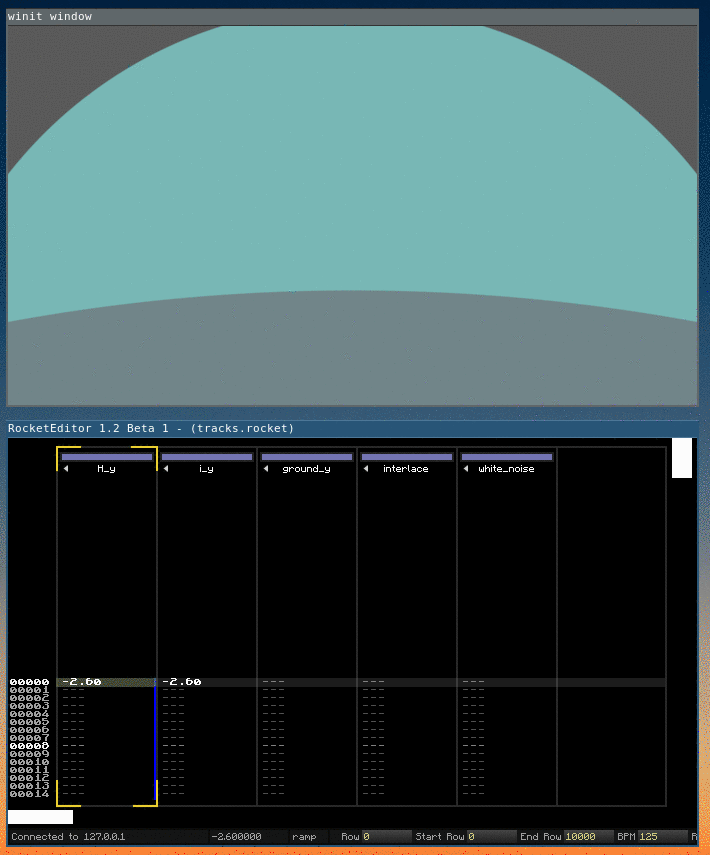 winit window
RocketEditor 1.2 Beta 1 - (tracks.rocket)
H_y i_y ground_y interlace white_noise
00000 -2.60 -2.60 --- --- ---
00001 --- --- --- --- ---
00002 --- --- --- --- ---
00003 --- --- --- --- ---
00004 --- --- --- --- ---
00005 --- --- --- --- ---
00006 --- --- --- --- ---
00007 --- --- --- --- ---
00008 --- --- --- --- ---
00009 --- --- --- --- ---
00010 --- --- --- --- ---
00011 --- --- --- --- ---
00012 --- --- --- --- ---
00013 --- --- --- --- ---
00014 --- --- --- --- ---
Connected to 127.0.0.1 -2.600000 ramp Row 0 Start Row 0 End Row 10000 BPM 125 R